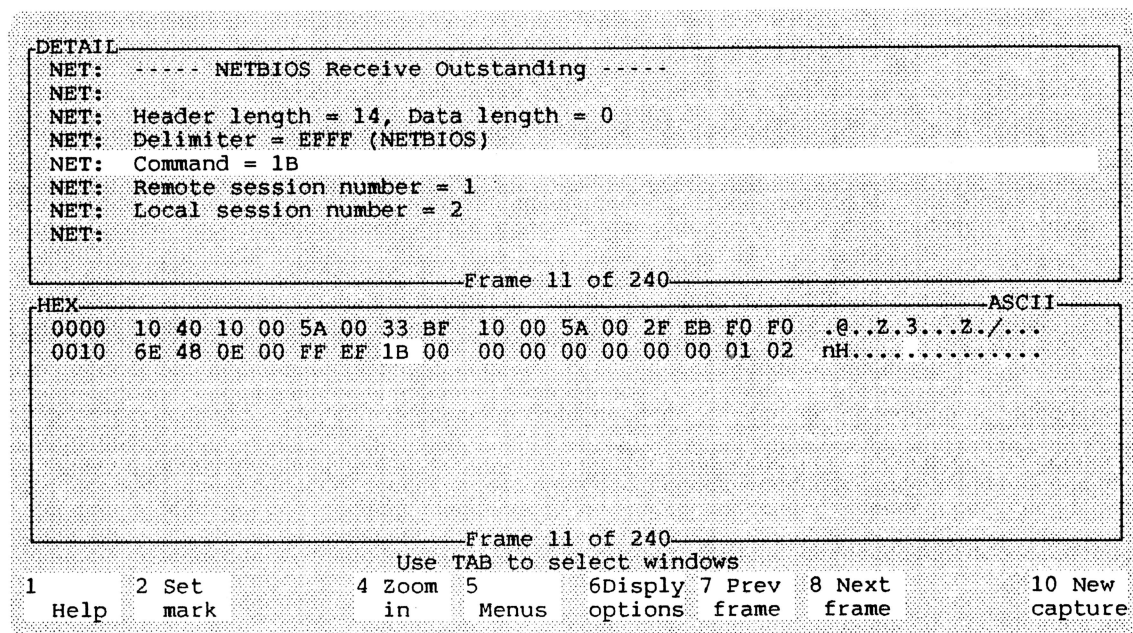 DETAIL
NET: ----- NETBIOS Receive Outstanding -----
NET:
NET: Header length = 14, Data length = 0
NET: Delimiter = EFFF (NETBIOS)
NET: Command = 1B
NET: Remote session number = 1
NET: Local session number = 2
NET:
Frame 11 of 240
HEX ASCII
0000 10 40 10 00 5A 00 33 BF 10 00 5A 00 2F EB F0 F0 .@..Z.3...Z./...
0010 6E 48 0E 00 FF EF 1B 00 00 00 00 00 00 00 01 02 nH..............
Frame 11 of 240
Use TAB to select windows
1 2 Set 4 Zoom 5 6Disply 7 Prev 8 Next 10 New
Help mark in Menus options frame frame capture